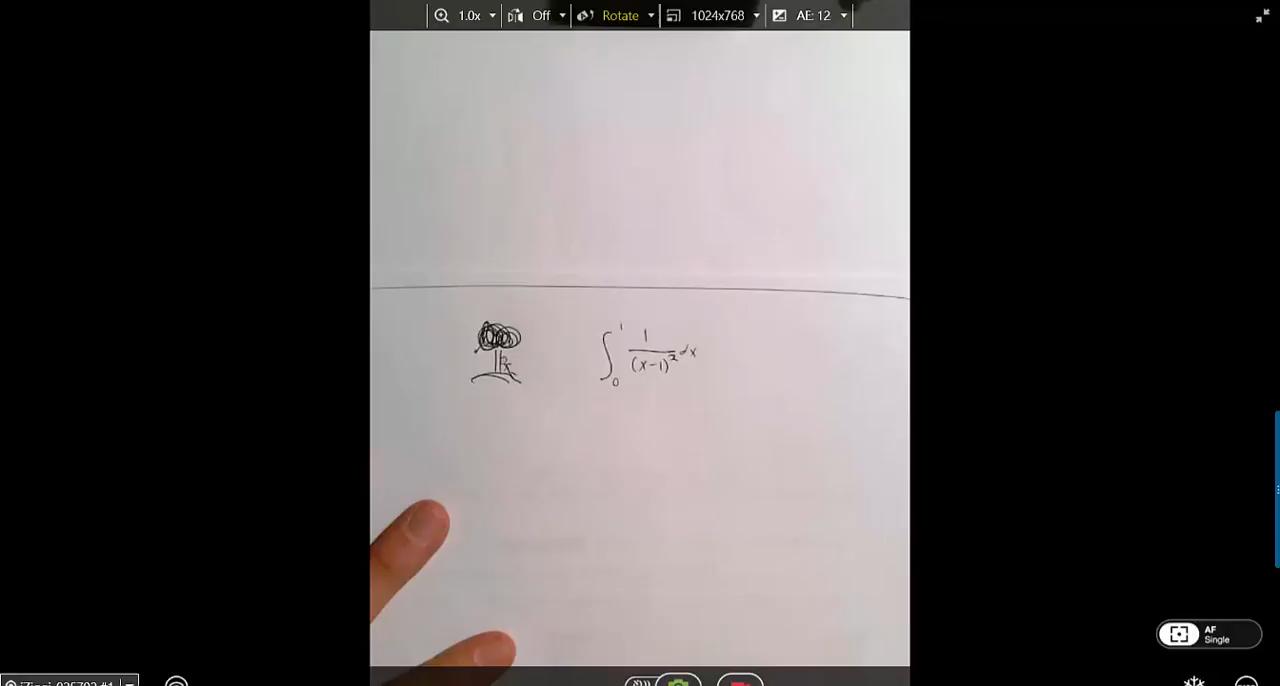 1.0x Off Rotate 1024x768 AE: 12
∫₀¹ 1/(x-1)² dx
AF
Single